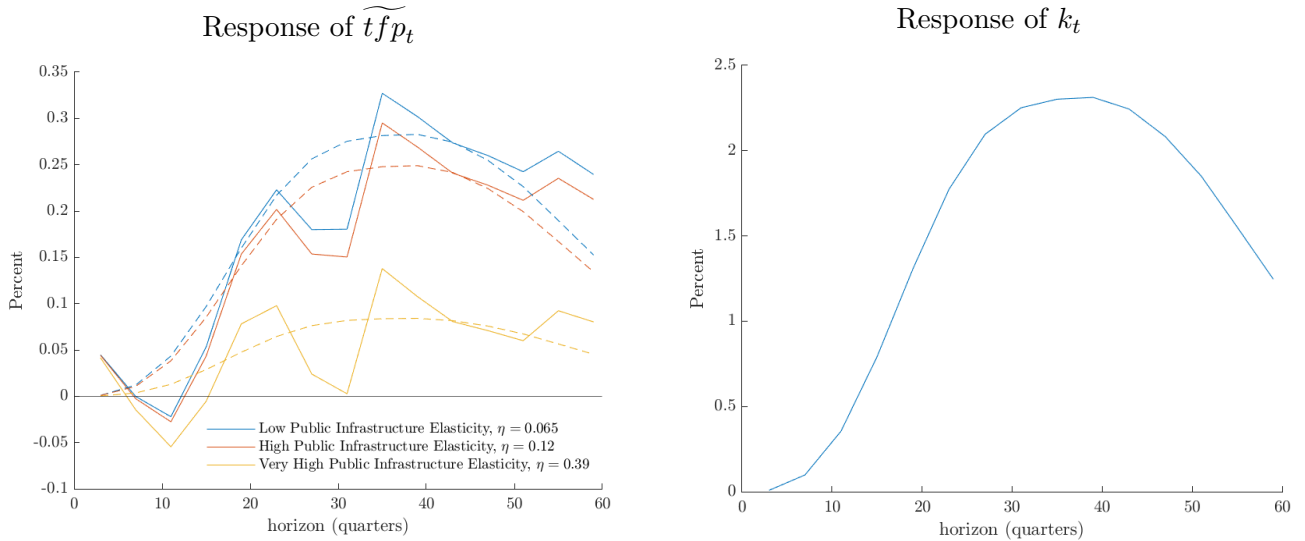 Response of $\widetilde{tfp}_t$
0.35
0.3
0.25
0.2
0.15
0.1
0.05
0
-0.05
-0.1
Percent
0 10 20 30 40 50 60
horizon (quarters)
Low Public Infrastructure Elasticity, η = 0.065
High Public Infrastructure Elasticity, η = 0.12
Very High Public Infrastructure Elasticity, η = 0.39
Response of $k_t$
2.5
2
1.5
1
0.5
0
Percent
0 10 20 30 40 50 60
horizon (quarters)